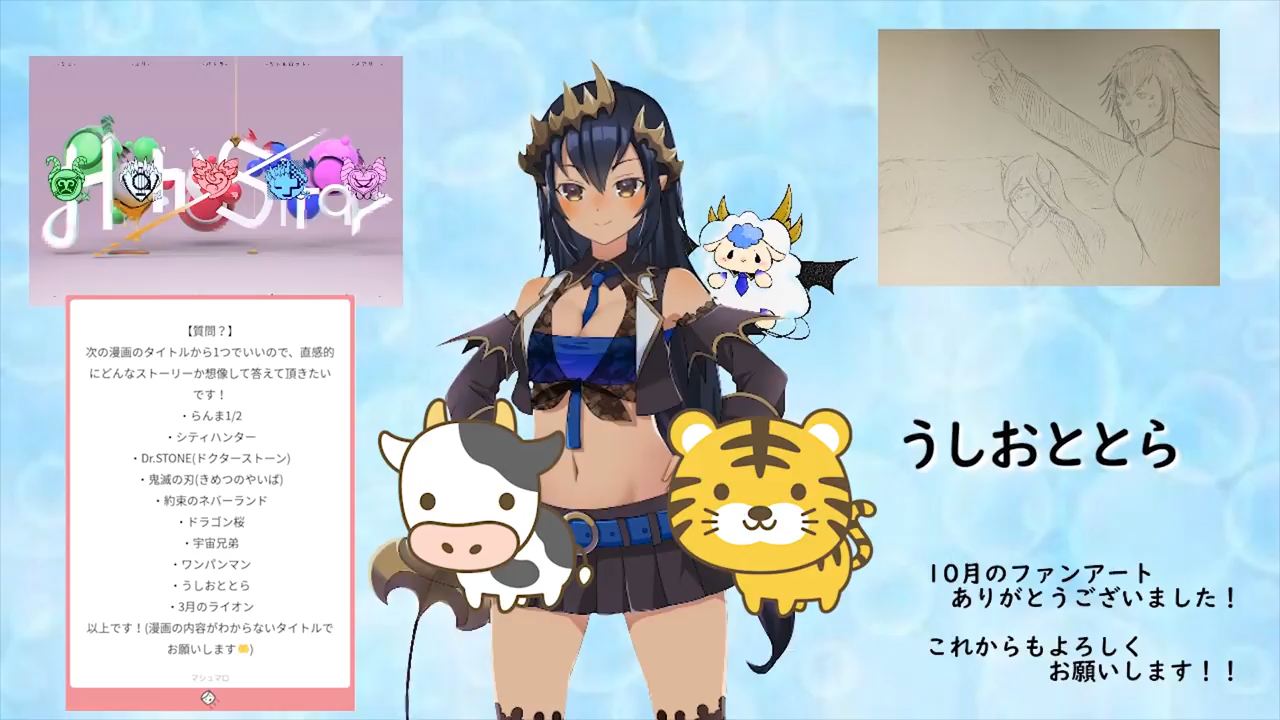 【質問？】
次の漫画のタイトルから1つでいいので、直感的
にどんなストーリーか想像して答えて頂きたい
です！
・らんま1/2
・シティハンター
・Dr.STONE(ドクターストーン)
・鬼滅の刃(きめつのやいば)
・約束のネバーランド
・ドラゴン桜
・宇宙兄弟
・ワンパンマン
・うしおととら
・3月のライオン
以上です！(漫画の内容がわからないタイトルで
お願いします)
マシュマロ
うしおととら
10月のファンアート
ありがとうございました！
これからもよろしく
お願いします！！